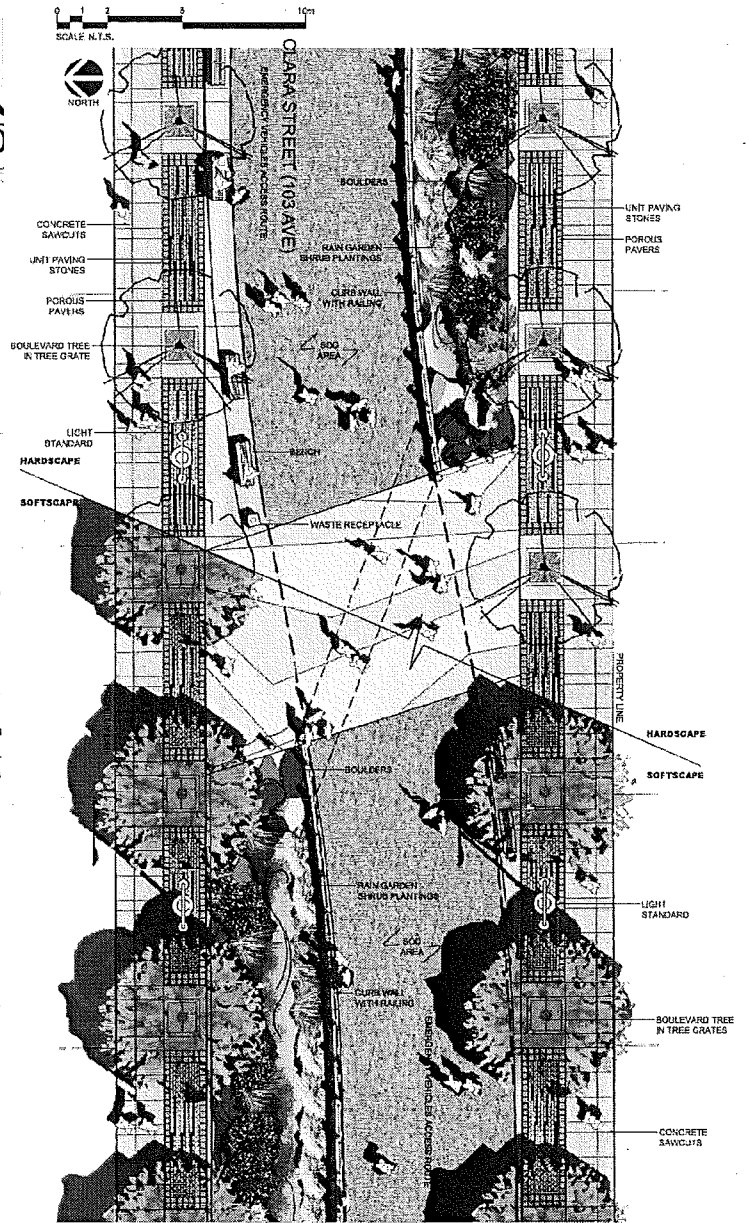 0 1 2 5 10m
SCALE N.T.S.
NORTH
CLARA STREET (103 AVE)
EMERGENCY VEHICLES ACCESS ROUTE
BOULDERS
RAIN GARDEN
SHRUB PLANTINGS
CURB WALL
WITH RAILING
SOD
AREA
BENCH
WASTE RECEPTACLE
CONCRETE
SAWCUTS
UNIT PAVING
STONES
POROUS
PAVERS
BOULEVARD TREE
IN TREE GRATE
LIGHT
STANDARD
HARDSCAPE
SOFTSCAPE
UNIT PAVING
STONES
POROUS
PAVERS
PROPERTY LINE
HARDSCAPE
SOFTSCAPE
BOULDERS
RAIN GARDEN
SHRUB PLANTINGS
SOD
AREA
CURB WALL
WITH RAILING
EMERGENCY VEHICLES ACCESS ROUTE
LIGHT
STANDARD
BOULEVARD TREE
IN TREE GRATES
CONCRETE
SAWCUTS